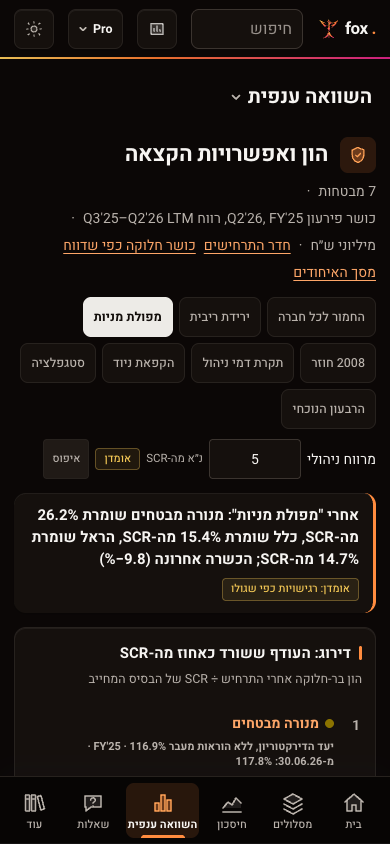 fox.
חיפוש
Pro
השוואה ענפית
הון ואפשרויות הקצאה
7 מבטחות ·
כושר פירעון Q2'26, FY'25, רווח Q3'25–Q2'26 LTM ·
מיליוני ש״ח · חדר התרחישים כושר חלוקה כפי שדווח
מסך האיחודים
החמור לכל חברה ירידת ריבית מפולת מניות
2008 חוזר תקרת דמי ניהול הקפאת ניוד סטגפלציה
הרבעון הנוכחי
מרווח ניהולי 5 נ״א מה-SCR אומדן איפוס
אחרי "מפולת מניות": מנורה מבטחים שומרת 26.2%
מה-SCR, כלל שומרת 15.4% מה-SCR, הראל שומרת
14.7% מה-SCR; הכשרה אחרונה (9.8−%)
אומדן: רגישויות כפי שגולו
דירוג: העודף ששורד כאחוז מה-SCR
הון בר-חלוקה אחרי התרחיש ÷ SCR של הבסיס המחייב
1 מנורה מבטחים
יעד הדירקטוריון, ללא הוראות מעבר 116.9% · FY'25 ·
מ-30.06.26: 117.8%
בית
מסלולים
חיסכון
השוואה ענפית
שאלות
עוד